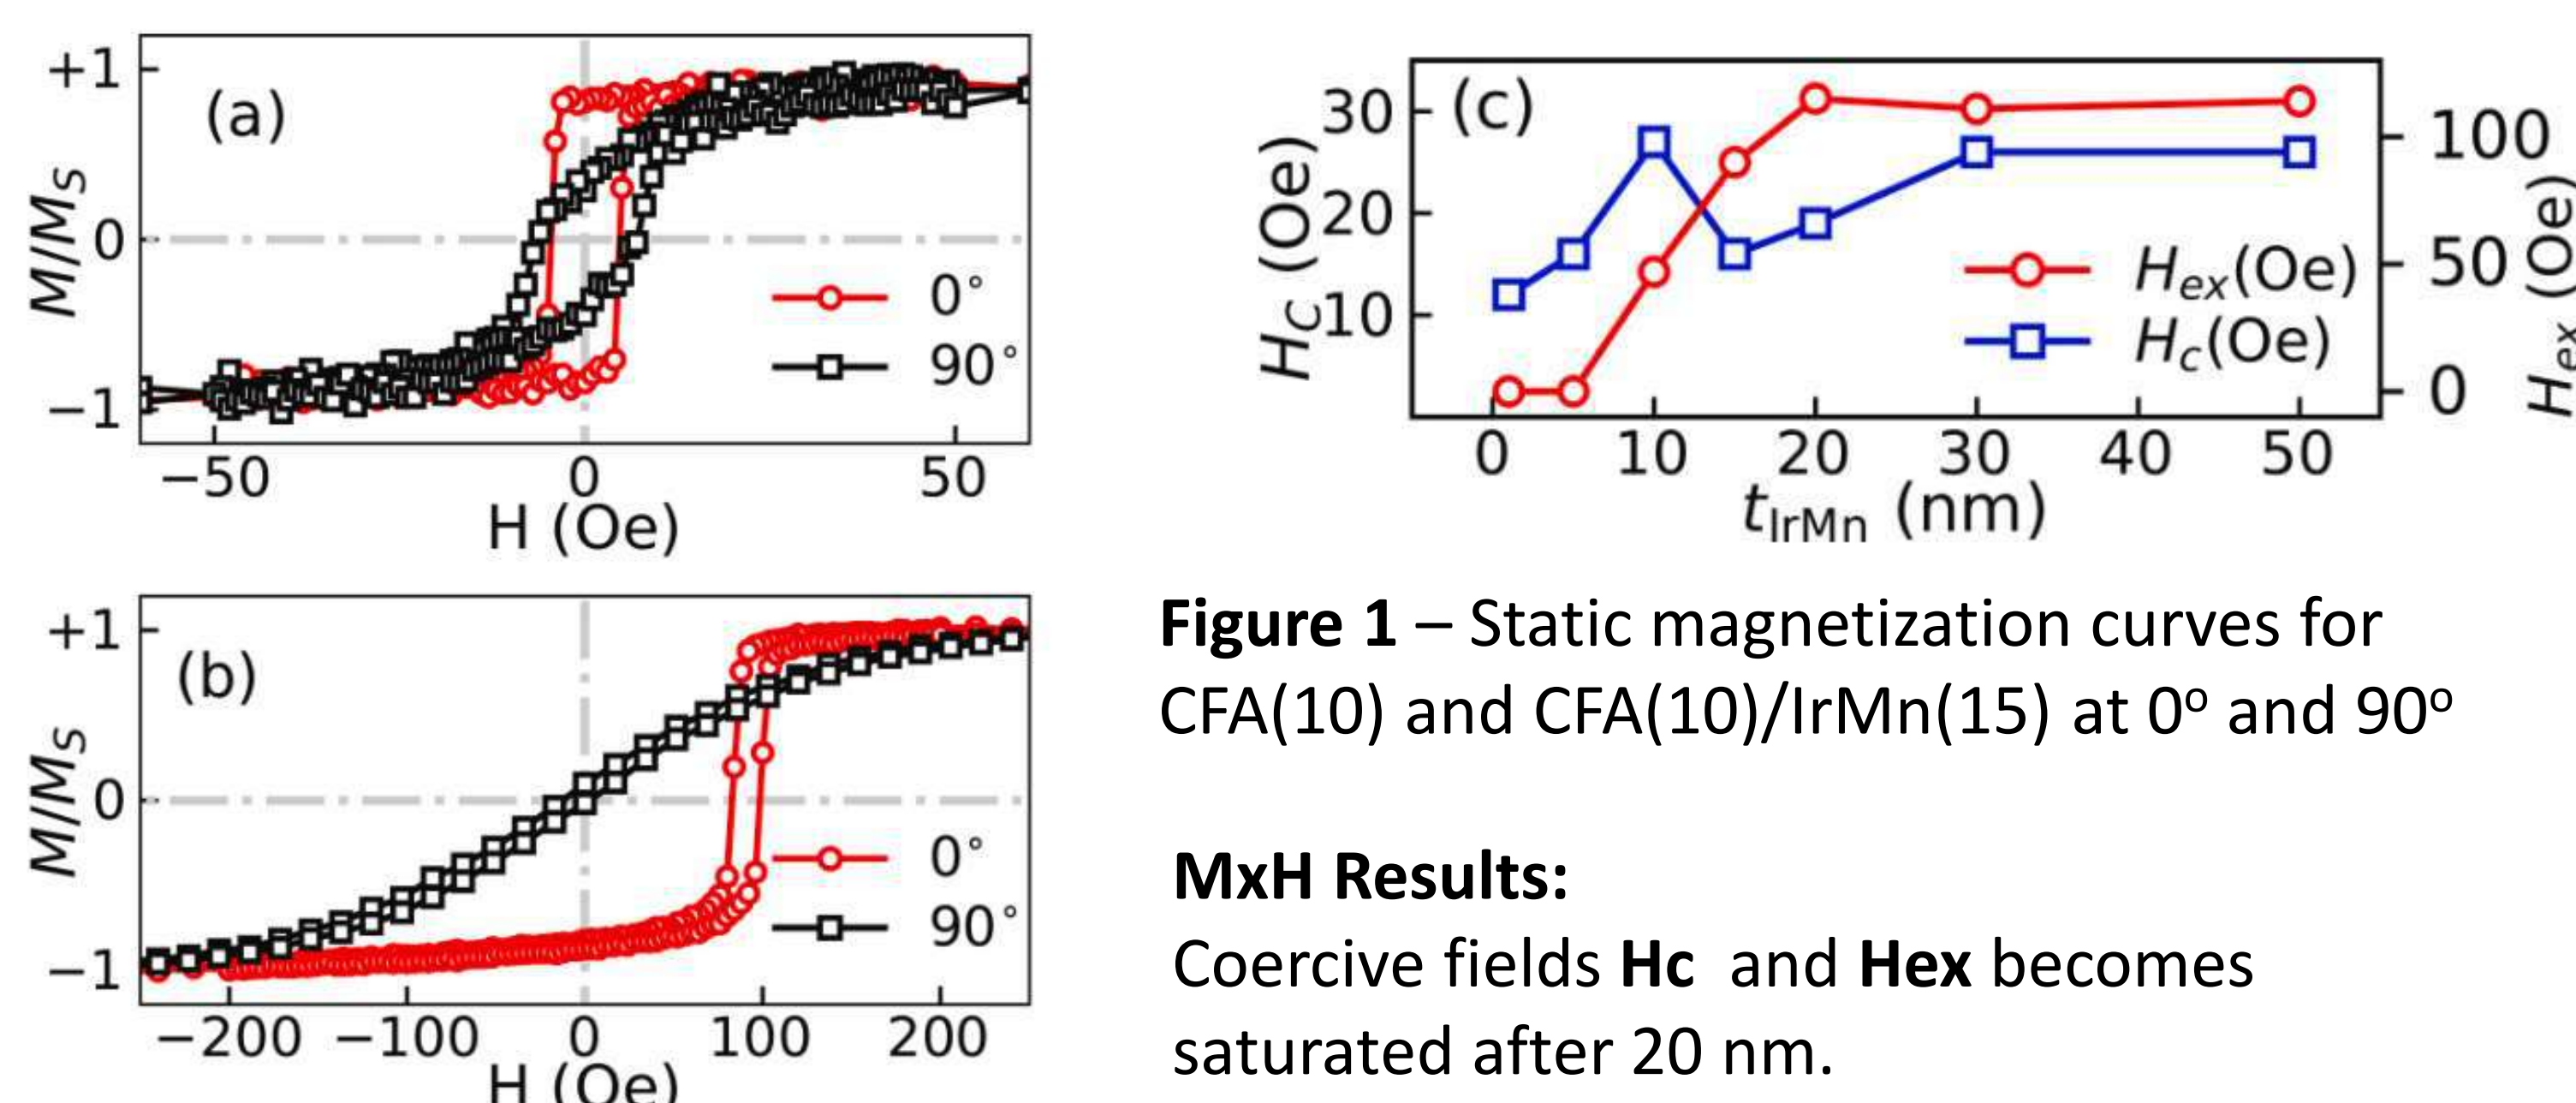 +1
(a)
M/MS
0
0°
90°
−1
−50
0
50
H (Oe)
+1
(b)
M/MS
0
0°
90°
−1
−200
−100
0
100
200
H (Oe)
(c)
30
20
10
HC (Oe)
100
50
0
Hex (Oe)
Hex(Oe)
Hc(Oe)
0
10
20
30
40
50
tIrMn (nm)
Figure 1 – Static magnetization curves for
CFA(10) and CFA(10)/IrMn(15) at 0º and 90º
MxH Results:
Coercive fields Hc and Hex becomes
saturated after 20 nm.